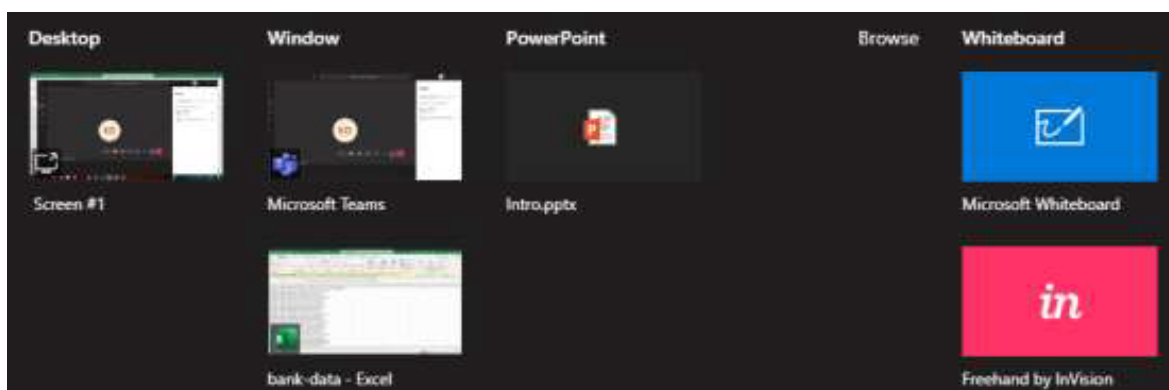 Desktop
Window
PowerPoint
Browse
Whiteboard
Screen #1
Microsoft Teams
Intro.pptx
Microsoft Whiteboard
in
bank-data - Excel
Freehand by InVision